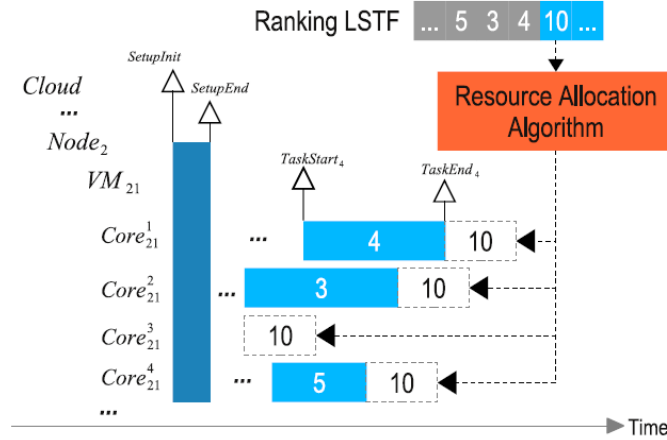 Ranking LSTF ... 5 3 4 10 ...
SetupInit
SetupEnd
Cloud
...
Resource Allocation
Algorithm
Node₂
TaskStart₄
TaskEnd₄
VM₂₁
Core¹₂₁ ... 4 10
Core²₂₁ ... 3 10
Core³₂₁ 10
Core⁴₂₁ ... 5 10
...
Time